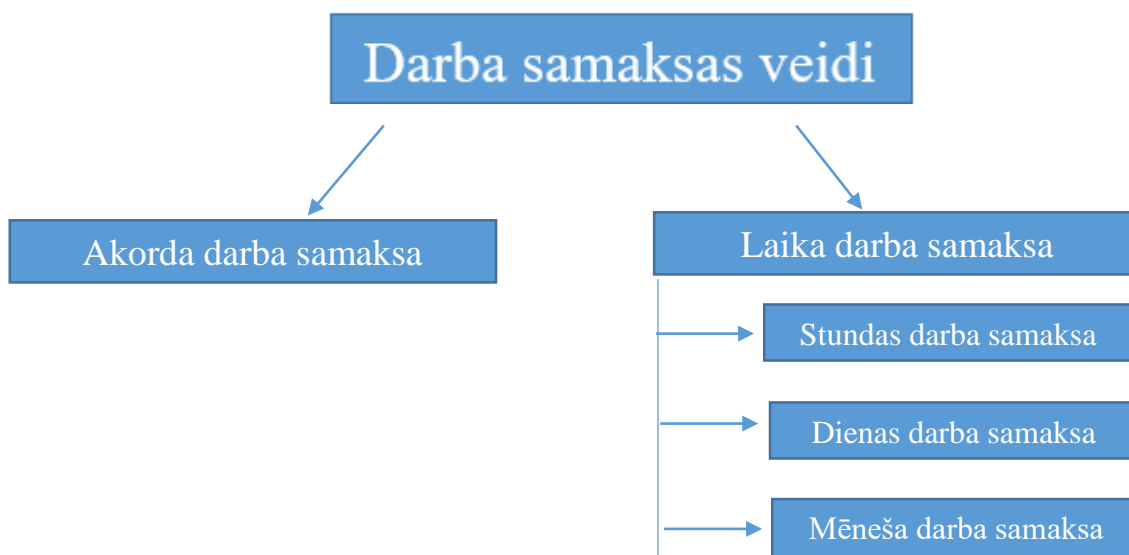 Darba samaksas veidi
Akorda darba samaksa
Laika darba samaksa
Stundas darba samaksa
Dienas darba samaksa
Mēneša darba samaksa